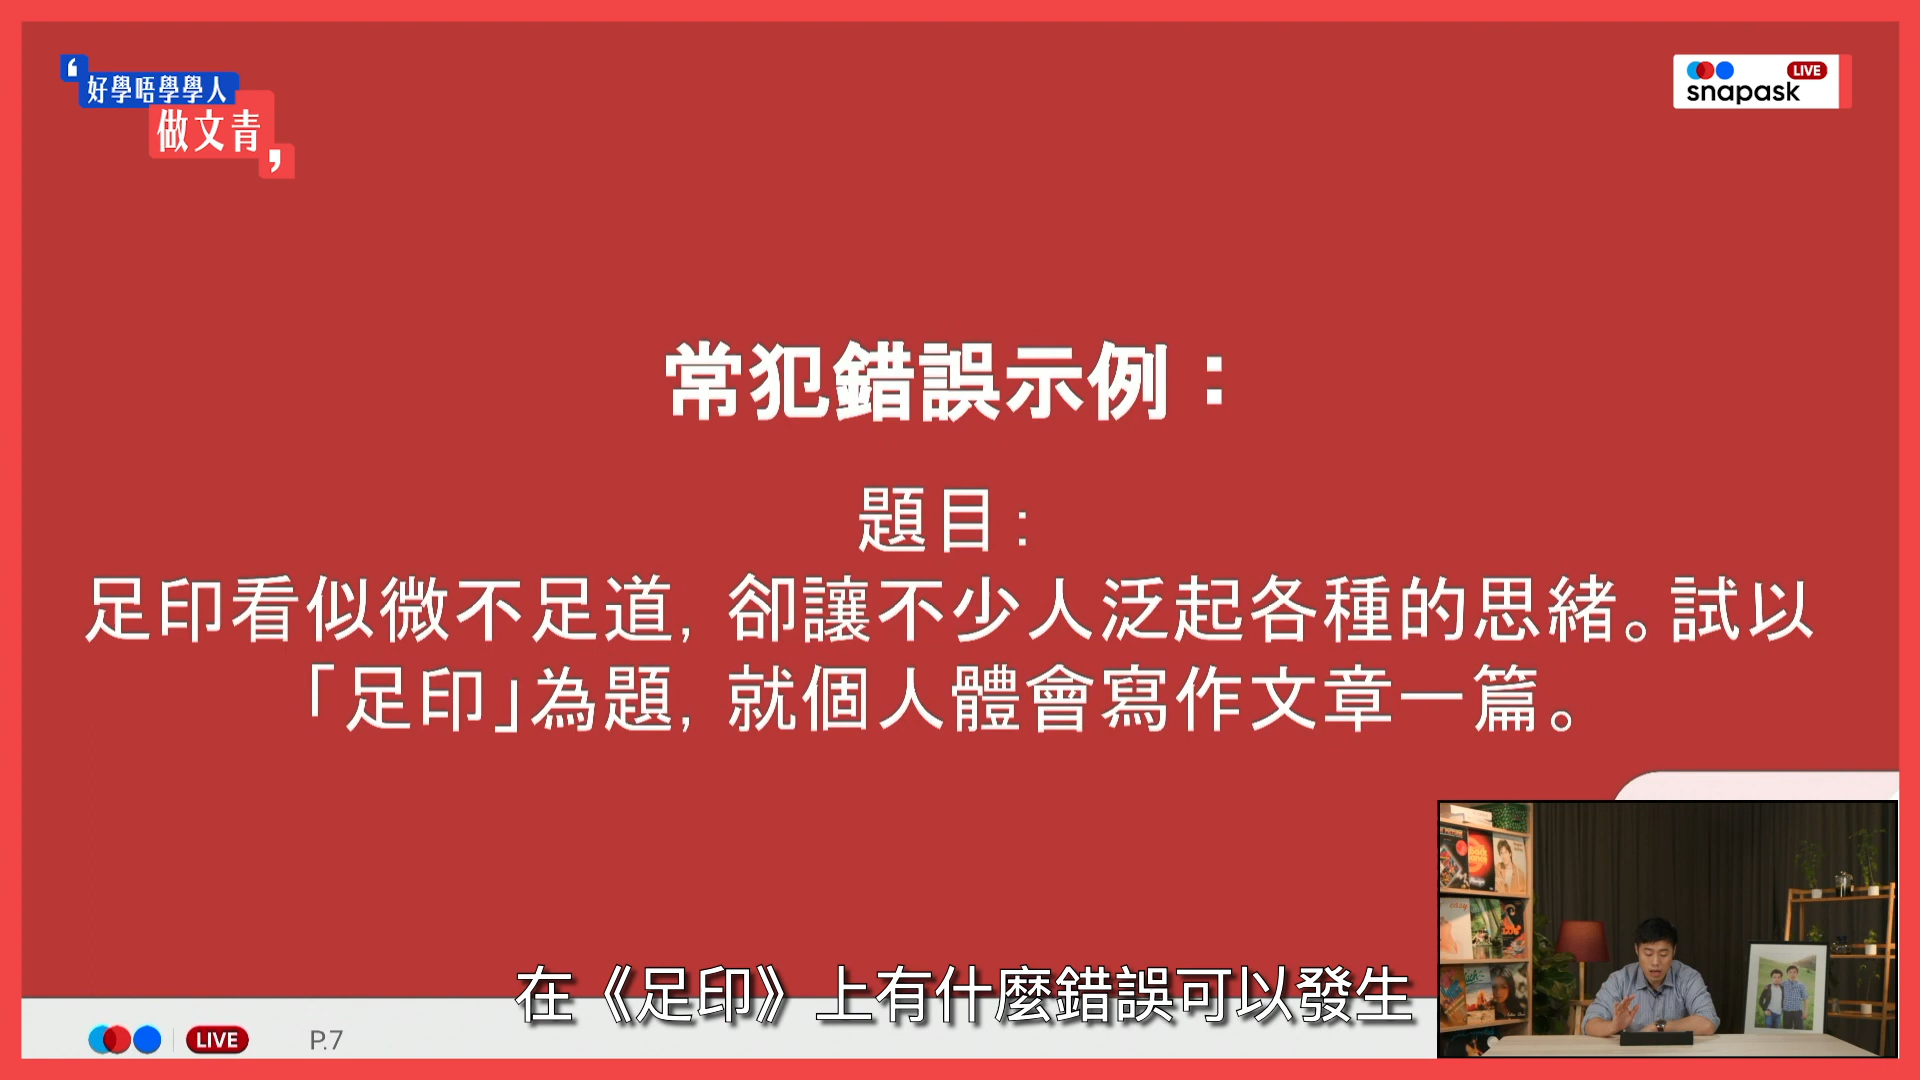 ‘
好學唔學學人
做文青
,
LIVE
snapask
常犯錯誤示例：
題目：
足印看似微不足道，卻讓不少人泛起各種的思緒。試以
「足印」為題，就個人體會寫作文章一篇。
在《足印》上有什麼錯誤可以發生
LIVE
P.7